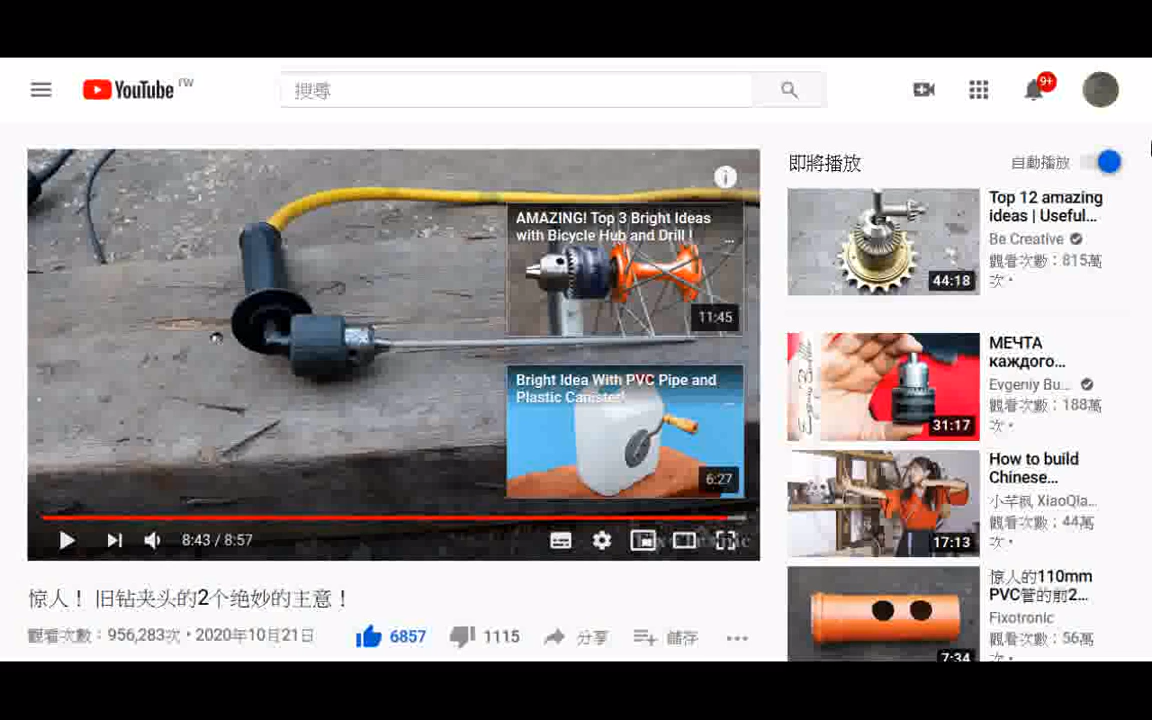 YouTube TW
搜尋
9+
AMAZING! Top 3 Bright Ideas
with Bicycle Hub and Drill !
11:45
Bright Idea With PVC Pipe and
Plastic Canister!
6:27
8:43 / 8:57
惊人！ 旧钻夹头的2个绝妙的主意！
觀看次數：956,283次 • 2020年10月21日
6857
1115
分享
儲存
即將播放
自動播放
44:18
Top 12 amazing
ideas | Useful...
Be Creative
觀看次數：815萬
次 •
31:17
МЕЧТА
каждого...
Evgeniy Bu...
觀看次數：188萬
次 •
17:13
How to build
Chinese...
小芊枫 XiaoQia...
觀看次數：44萬
次 •
7:34
惊人的110mm
PVC管的前2...
Fixotronic
觀看次數：56萬
次 •